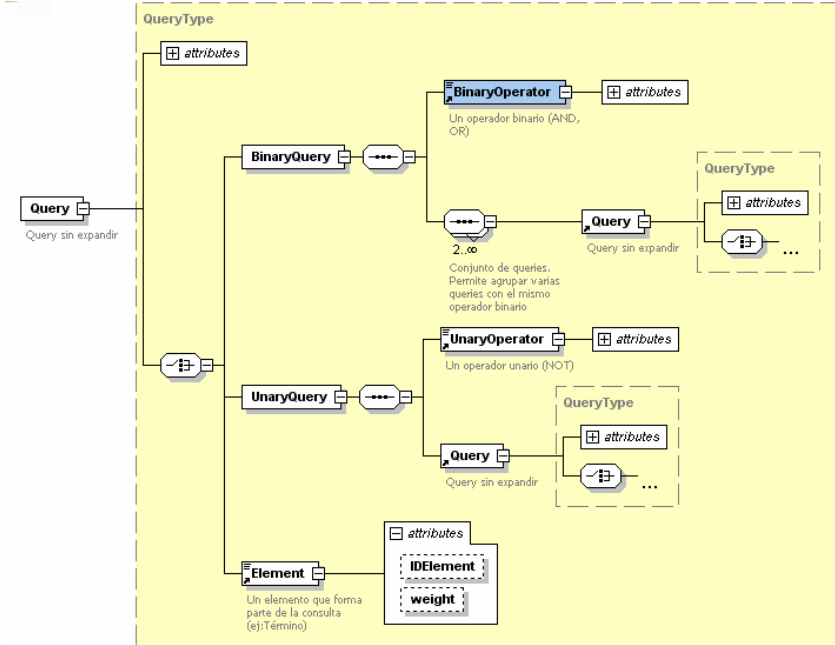 QueryType
attributes
BinaryOperator
attributes
Un operador binario (AND,
OR)
BinaryQuery
QueryType
attributes
Query
Query sin expandir
Query
Query sin expandir
2..∞
...
Conjunto de queries.
Permite agrupar varias
queries con el mismo
operador binario
UnaryOperator
attributes
Un operador unario (NOT)
UnaryQuery
QueryType
attributes
Query
Query sin expandir
...
attributes
IDElement
weight
Element
Un elemento que forma
parte de la consulta
(ej:Término)